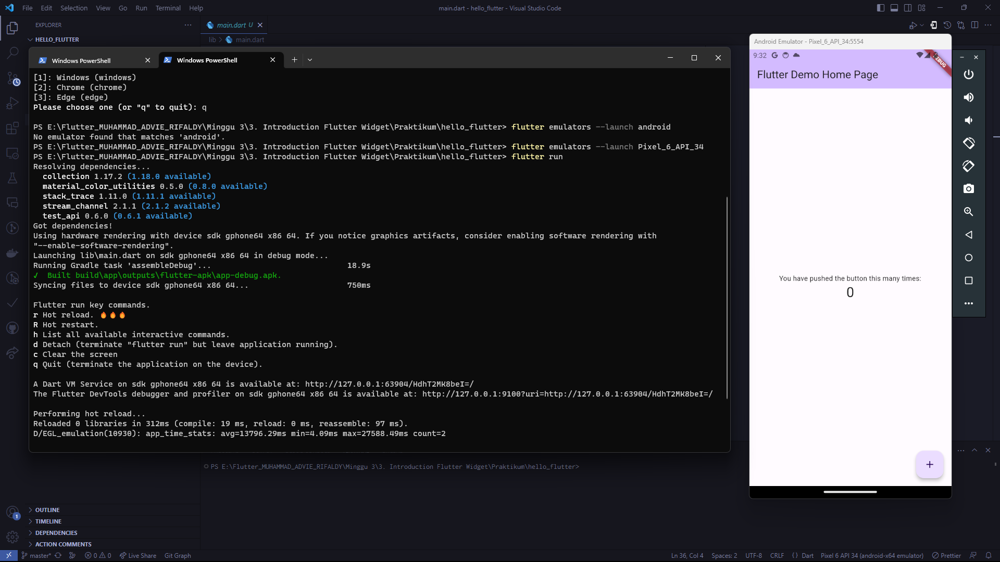 File Edit Selection View Go Run Terminal Help
main.dart - hello_flutter - Visual Studio Code
EXPLORER
HELLO_FLUTTER
main.dart U
lib > main.dart
Windows PowerShell
Windows PowerShell
[1]: Windows (windows)
[2]: Chrome (chrome)
[3]: Edge (edge)
Please choose one (or "q" to quit): q
PS E:\Flutter_MUHAMMAD_ADVIE_RIFALDY\Minggu 3\3. Introduction Flutter Widget\Praktikum\hello_flutter> flutter emulators --launch android
No emulator found that matches 'android'.
PS E:\Flutter_MUHAMMAD_ADVIE_RIFALDY\Minggu 3\3. Introduction Flutter Widget\Praktikum\hello_flutter> flutter emulators --launch Pixel_6_API_34
PS E:\Flutter_MUHAMMAD_ADVIE_RIFALDY\Minggu 3\3. Introduction Flutter Widget\Praktikum\hello_flutter> flutter run
Resolving dependencies...
collection 1.17.2 (1.18.0 available)
material_color_utilities 0.5.0 (0.8.0 available)
stack_trace 1.11.0 (1.11.1 available)
stream_channel 2.1.1 (2.1.2 available)
test_api 0.6.0 (0.6.1 available)
Got dependencies!
Using hardware rendering with device sdk gphone64 x86 64. If you notice graphics artifacts, consider enabling software rendering with
"--enable-software-rendering".
Launching lib\main.dart on sdk gphone64 x86 64 in debug mode...
Running Gradle task 'assembleDebug'... 18.9s
√ Built build\app\outputs\flutter-apk\app-debug.apk.
Syncing files to device sdk gphone64 x86 64... 750ms
Flutter run key commands.
r Hot reload. 🔥🔥🔥
R Hot restart.
h List all available interactive commands.
d Detach (terminate "flutter run" but leave application running).
c Clear the screen
q Quit (terminate the application on the device).
A Dart VM Service on sdk gphone64 x86 64 is available at: http://127.0.0.1:63904/HdhT2MK8beI=/
The Flutter DevTools debugger and profiler on sdk gphone64 x86 64 is available at: http://127.0.0.1:9100?uri=http://127.0.0.1:63904/HdhT2MK8beI=/
Performing hot reload...
Reloaded 0 libraries in 312ms (compile: 19 ms, reload: 0 ms, reassemble: 97 ms).
D/EGL_emulation(10930): app_time_stats: avg=13796.29ms min=4.09ms max=27588.49ms count=2
Android Emulator - Pixel_6_API_34:5554
9:32 G
DEBUG
Flutter Demo Home Page
You have pushed the button this many times:
0
+
PS E:\Flutter_MUHAMMAD_ADVIE_RIFALDY\Minggu 3\3. Introduction Flutter Widget\Praktikum\hello_flutter>
1
OUTLINE
TIMELINE
DEPENDENCIES
ACTION COMMENTS
master* 0 0 Live Share Git Graph
Ln 36, Col 4 Spaces: 2 UTF-8 CRLF { } Dart Pixel 6 API 34 (android-x64 emulator) Prettier